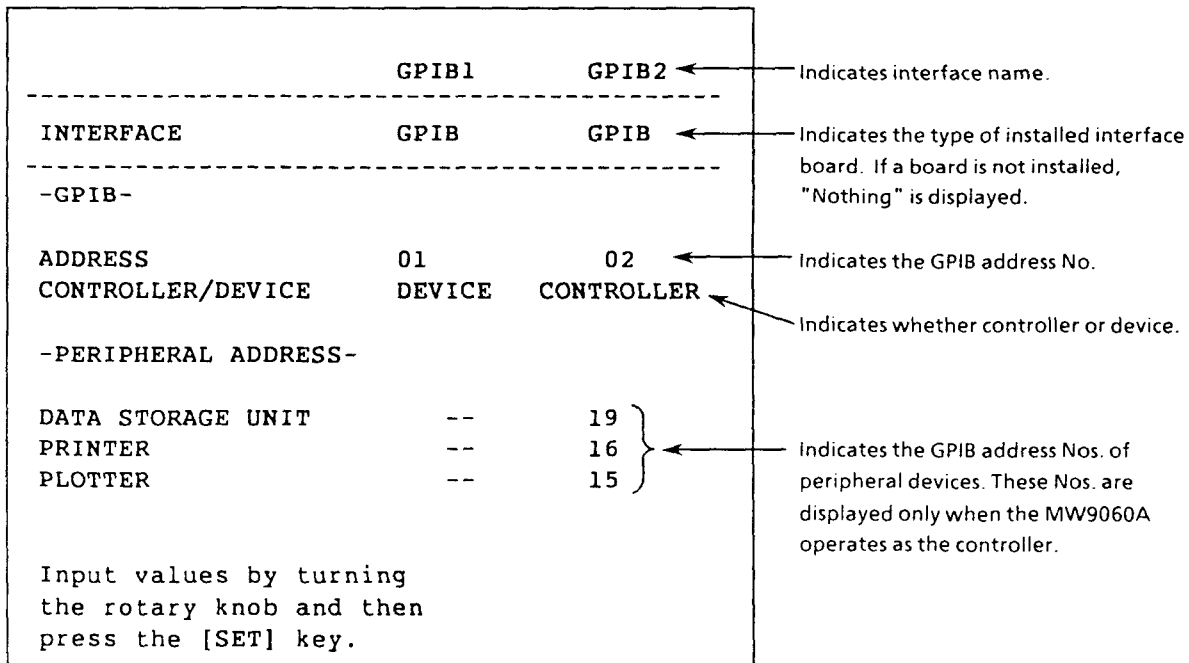 GPIB1 GPIB2
Indicates interface name.
INTERFACE GPIB GPIB
Indicates the type of installed interface
board. If a board is not installed,
"Nothing" is displayed.
-GPIB-
ADDRESS 01 02
Indicates the GPIB address No.
CONTROLLER/DEVICE DEVICE CONTROLLER
Indicates whether controller or device.
-PERIPHERAL ADDRESS-
DATA STORAGE UNIT -- 19
PRINTER -- 16
PLOTTER -- 15
Indicates the GPIB address Nos. of
peripheral devices. These Nos. are
displayed only when the MW9060A
operates as the controller.
Input values by turning
the rotary knob and then
press the [SET] key.